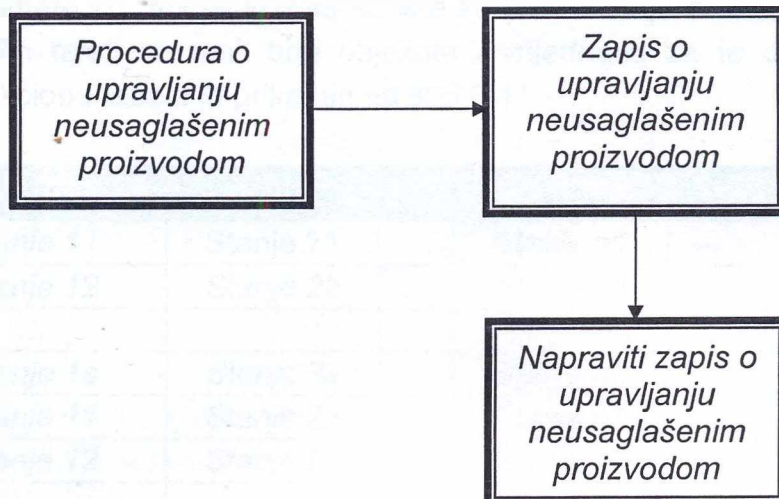 Procedura o
upravljanju
neusaglašenim
proizvodom
Zapis o
upravljanju
neusaglašenim
proizvodom
Napraviti zapis o
upravljanju
neusaglašenim
proizvodom